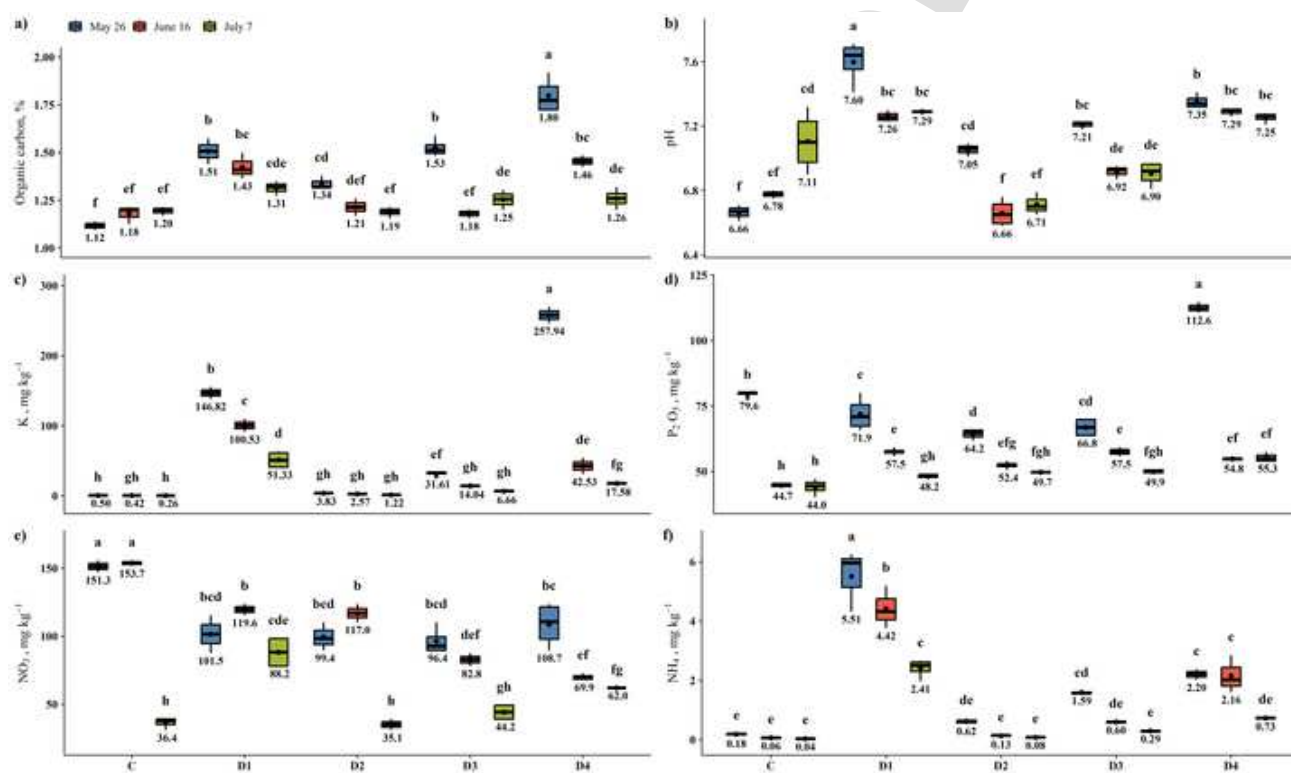 a) May 26 June 16 July 7
Organic carbon, %
2.00
1.75
1.50
1.25
1.00
f ef ef b bc cde cd def ef b ef de a bc de
1.12 1.18 1.20 1.51 1.43 1.31 1.34 1.21 1.19 1.53 1.18 1.25 1.80 1.46 1.26
b)
pH
7.6
7.2
6.8
6.4
f ef cd a bc bc cd f ef bc de de b bc bc
6.66 6.78 7.11 7.60 7.26 7.29 7.05 6.66 6.71 7.21 6.92 6.90 7.35 7.29 7.25
c)
K , mg kg⁻¹
300
200
100
0
h gh h b c d gh gh gh ef gh gh a de fg
0.50 0.42 0.26 146.82 100.53 51.33 3.83 2.57 1.22 31.61 14.04 6.66 257.94 42.53 17.58
d)
P₂ O₅ , mg kg⁻¹
125
100
75
50
h h c e gh d efg fgh cd e fgh a ef ef
79.6 44.7 44.0 71.9 57.5 48.2 64.2 52.4 49.7 66.8 57.5 49.9 112.6 54.8 55.3
e)
NO₃ , mg kg⁻¹
150
100
50
a a h bcd b cde bcd b h bcd def gh bc ef fg
151.3 153.7 36.4 101.5 119.6 88.2 99.4 117.0 35.1 96.4 82.8 44.2 108.7 69.9 62.0
C D1 D2 D3 D4
f)
NH₄ , mg kg⁻¹
6
4
2
0
e e e a b c de e e cd de e c c de
0.18 0.06 0.04 5.51 4.42 2.41 0.62 0.13 0.08 1.59 0.60 0.29 2.20 2.16 0.73
C D1 D2 D3 D4